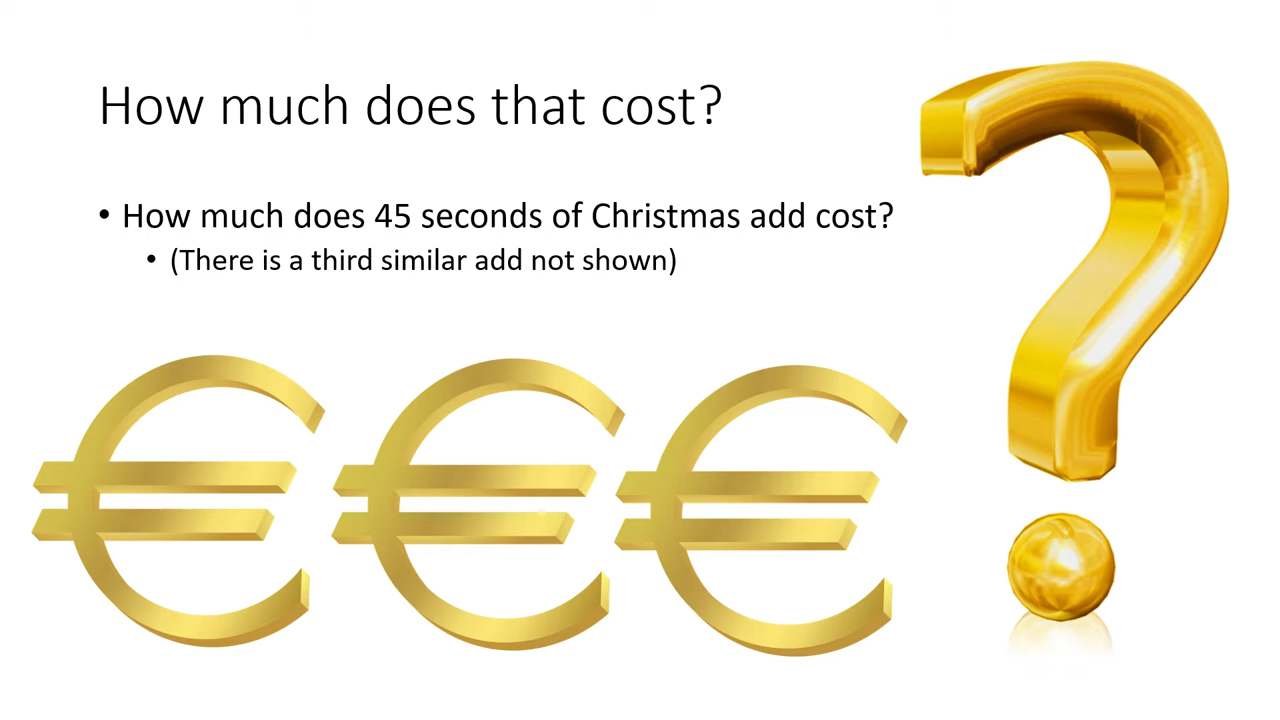 How much does that cost?
• How much does 45 seconds of Christmas add cost?
• (There is a third similar add not shown)
€ € € ?